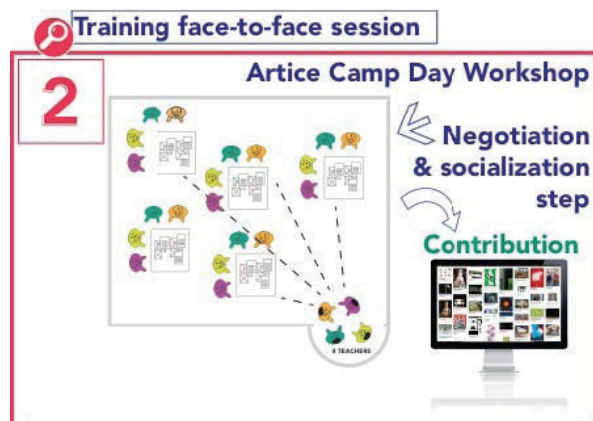 Training face-to-face session
2
Artice Camp Day Workshop
Negotiation
& socialization
step
Contribution
4 TEACHERS